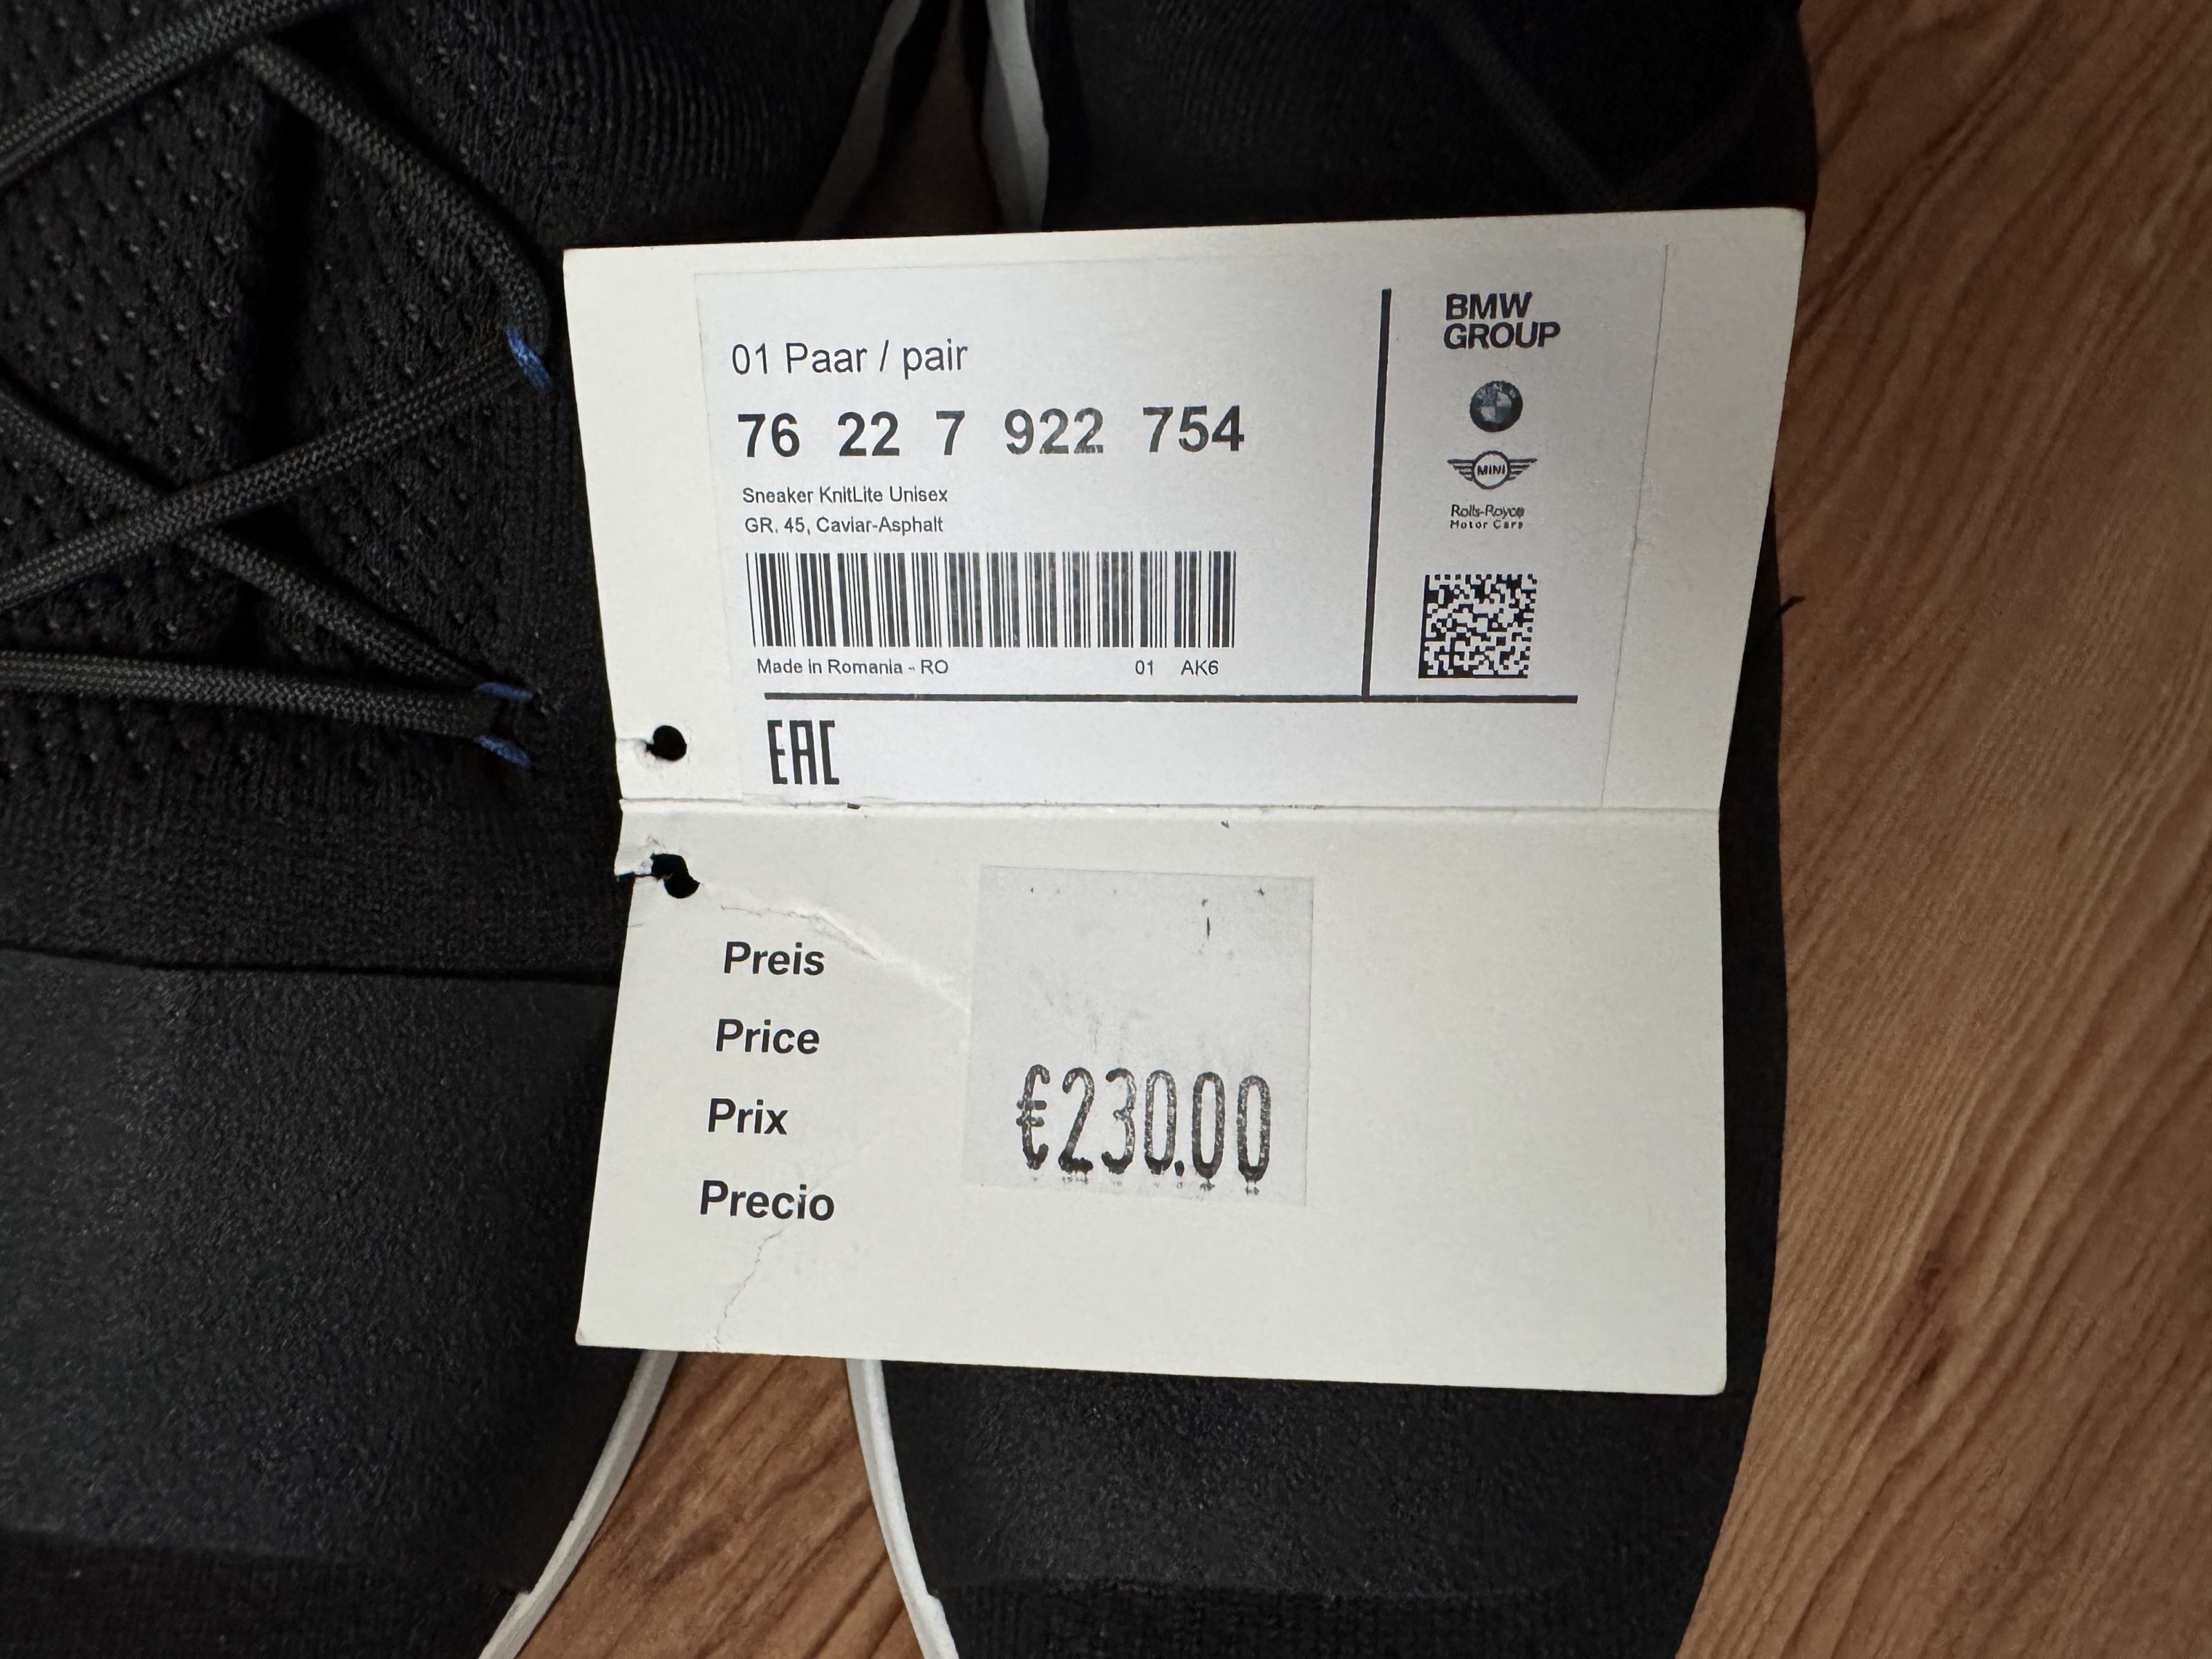 01 Paar / pair
76 22 7 922 754
Sneaker KnitLite Unisex
GR. 45, Caviar-Asphalt
Made in Romania - RO 01 AK6
BMW
GROUP
MINI
Rolls-Royce
Motor Cars
EAC
Preis
Price
Prix
Precio
€230.00